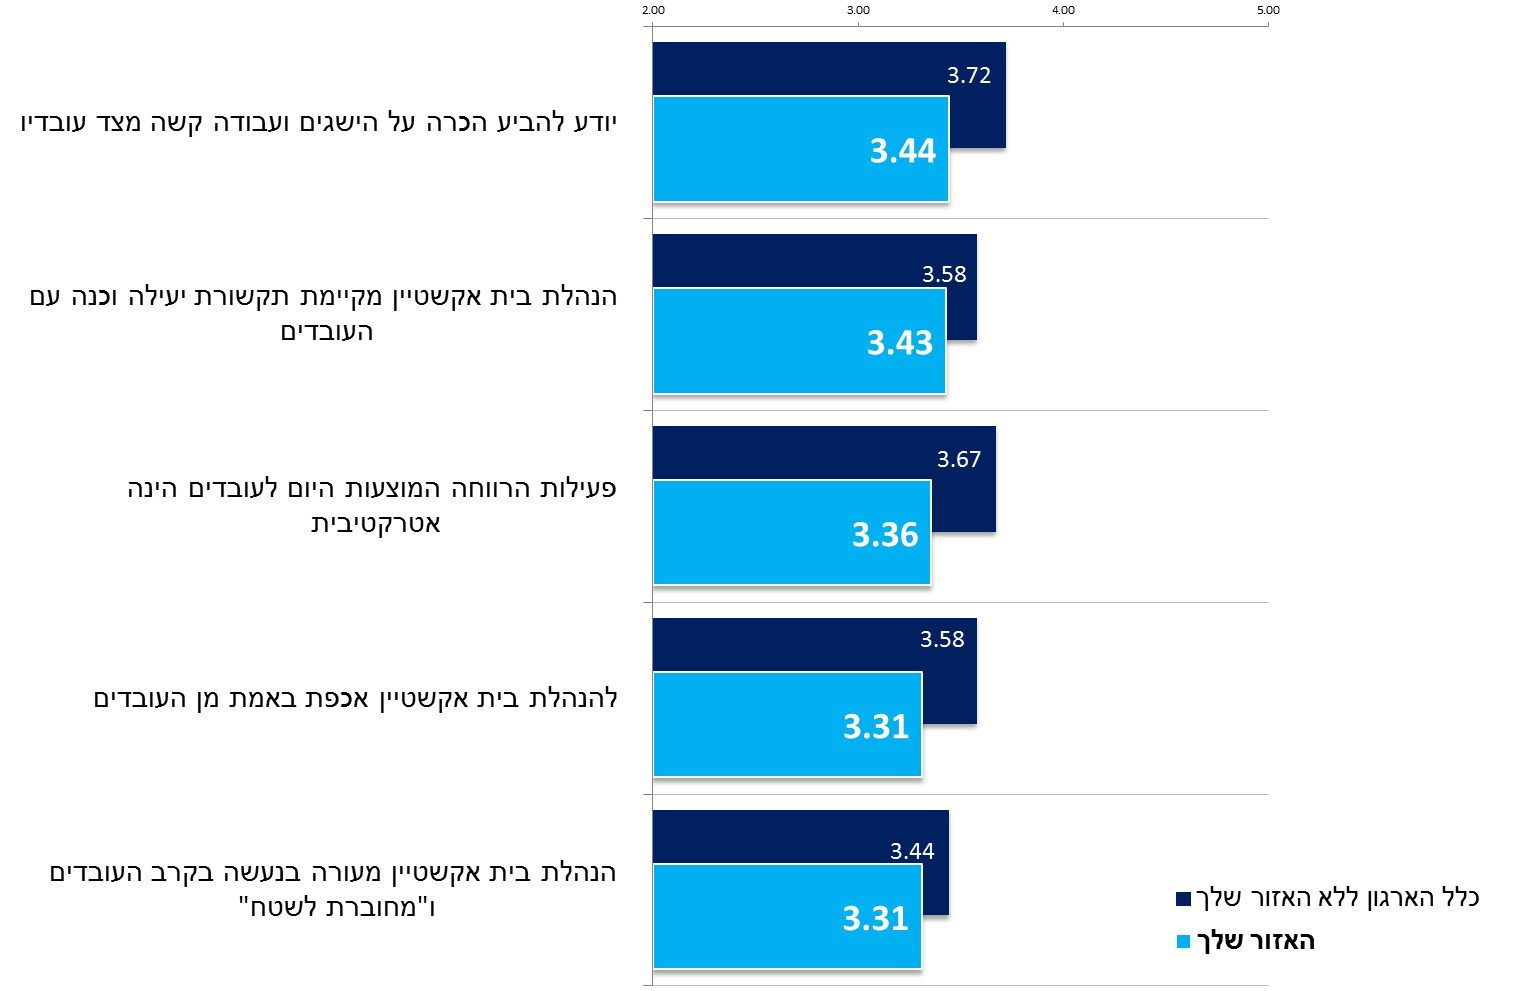 2.00 3.00 4.00 5.00
יודע להביע הכרה על הישגים ועבודה קשה מצד עובדיו
3.72
3.44
הנהלת בית אקשטיין מקיימת תקשורת יעילה וכנה עם
העובדים
3.58
3.43
פעילות הרווחה המוצעות היום לעובדים הינה
אטרקטיבית
3.67
3.36
להנהלת בית אקשטיין אכפת באמת מן העובדים
3.58
3.31
הנהלת בית אקשטיין מעורה בנעשה בקרב העובדים
ו"מחוברת לשטח"
3.44
3.31
כלל הארגון ללא האזור שלך
האזור שלך